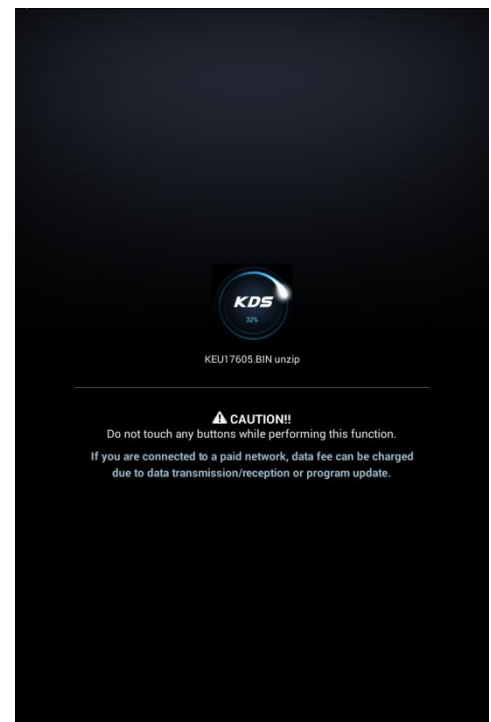 KDS
32%
KEU17605.BIN unzip
CAUTION!!
Do not touch any buttons while performing this function.
If you are connected to a paid network, data fee can be charged
due to data transmission/reception or program update.